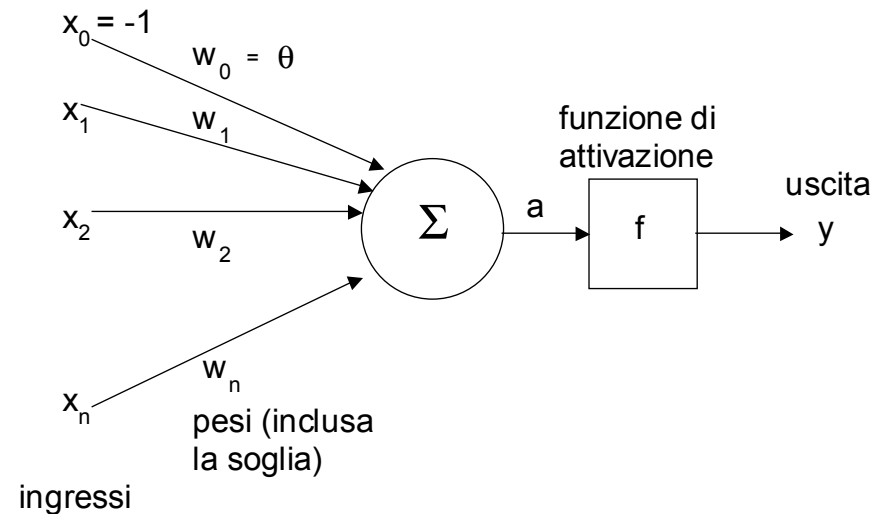 x₀ = -1
w₀ = θ
x₁
w₁
funzione di
attivazione
x₂
w₂
Σ
a
f
uscita
y
xₙ
wₙ
pesi (inclusa
la soglia)
ingressi